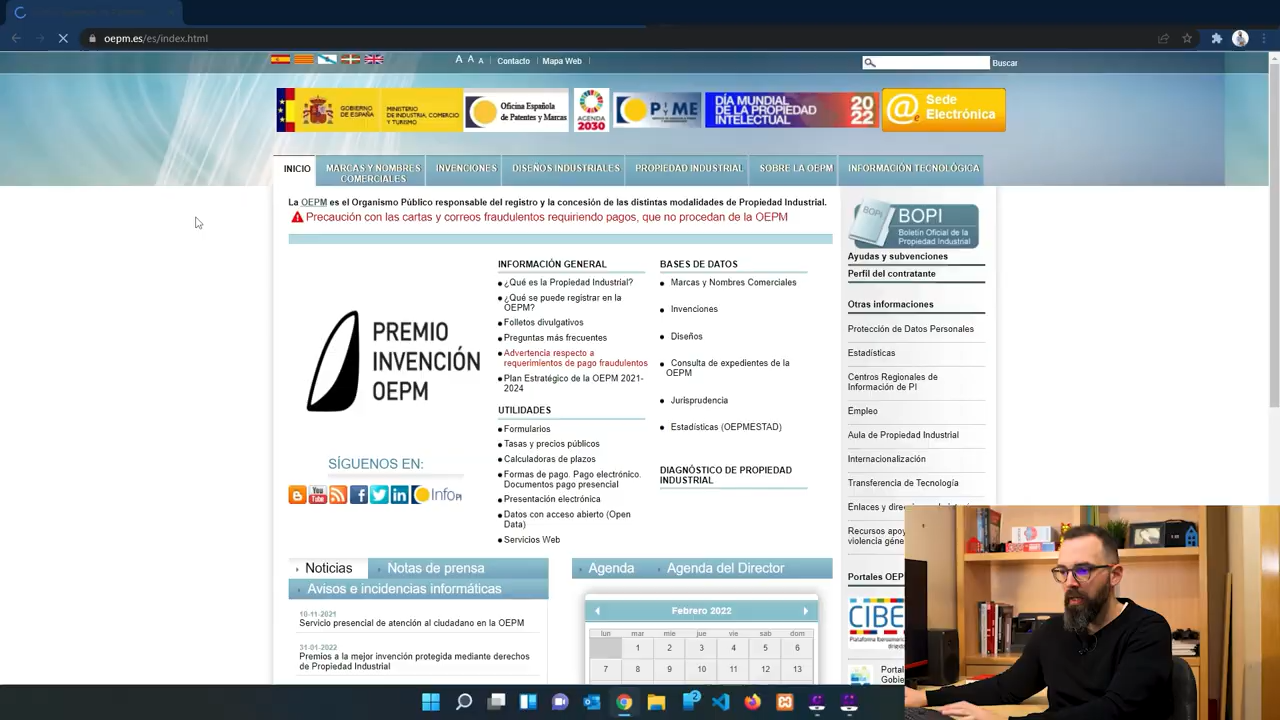 oepm.es/es/index.html
A A A | Contacto | Mapa Web |
Buscar
GOBIERNO DE ESPAÑA
MINISTERIO DE INDUSTRIA, COMERCIO Y TURISMO
Oficina Española de Patentes y Marcas
AGENDA 2030
PYME
DÍA MUNDIAL DE LA PROPIEDAD INTELECTUAL 2022
@ Sede Electrónica
INICIO
MARCAS Y NOMBRES COMERCIALES
INVENCIONES
DISEÑOS INDUSTRIALES
PROPIEDAD INDUSTRIAL
SOBRE LA OEPM
INFORMACIÓN TECNOLÓGICA
La OEPM es el Organismo Público responsable del registro y la concesión de las distintas modalidades de Propiedad Industrial.
Precaución con las cartas y correos fraudulentos requiriendo pagos, que no procedan de la OEPM
PREMIO
INVENCIÓN
OEPM
SÍGUENOS EN:
You Tube
InfoPI
INFORMACIÓN GENERAL
¿Qué es la Propiedad Industrial?
¿Qué se puede registrar en la
OEPM?
Folletos divulgativos
Preguntas más frecuentes
Advertencia respecto a
requerimientos de pago fraudulentos
Plan Estratégico de la OEPM 2021-
2024
UTILIDADES
Formularios
Tasas y precios públicos
Calculadoras de plazos
Formas de pago. Pago electrónico.
Documentos pago presencial
Presentación electrónica
Datos con acceso abierto (Open
Data)
Servicios Web
BASES DE DATOS
Marcas y Nombres Comerciales
Invenciones
Diseños
Consulta de expedientes de la
OEPM
Jurisprudencia
Estadísticas (OEPMESTAD)
DIAGNÓSTICO DE PROPIEDAD
INDUSTRIAL
BOPI
BOPI
Boletín Oficial de la
Propiedad Industrial
Ayudas y subvenciones
Perfil del contratante
Otras informaciones
Protección de Datos Personales
Estadísticas
Centros Regionales de
Información de PI
Empleo
Aula de Propiedad Industrial
Internacionalización
Transferencia de Tecnología
Enlaces y
Recursos
Portales
CIBE
Noticias
Notas de prensa
Avisos e incidencias informáticas
10-11-2021
Servicio presencial de atención al ciudadano en la OEPM
31-01-2022
Premios a la mejor invención protegida mediante derechos
de Propiedad Industrial
Agenda
Agenda del Director
Febrero 2022
lun mar mie jue vie sab dom
1 2 3 4 5 6
7 8 9 10 11 12 13
2